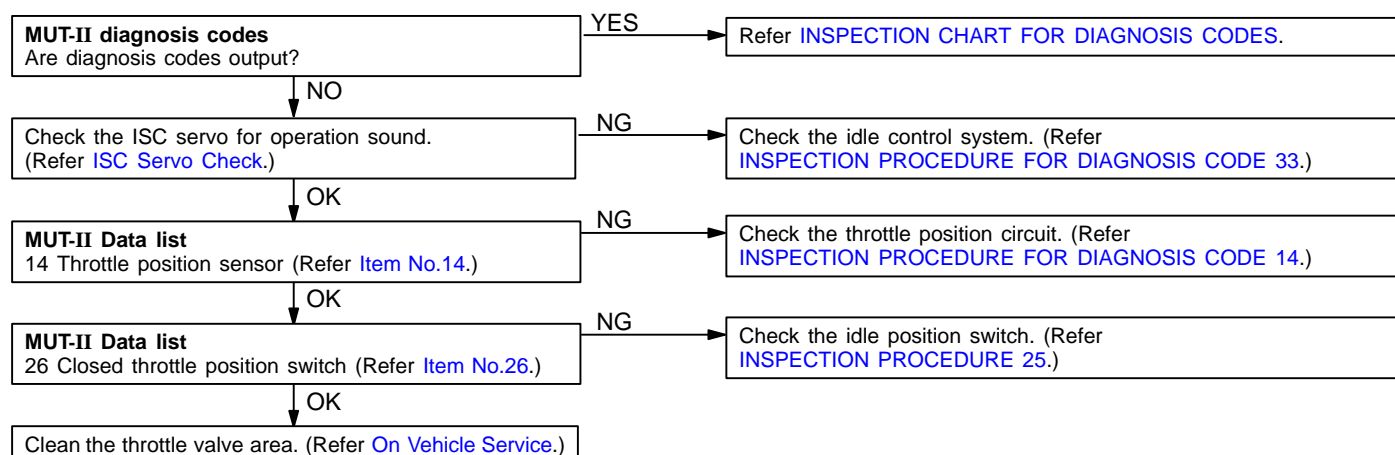 MUT-II diagnosis codes
Are diagnosis codes output?
YES
Refer INSPECTION CHART FOR DIAGNOSIS CODES.
NO
Check the ISC servo for operation sound.
(Refer ISC Servo Check.)
NG
Check the idle control system. (Refer
INSPECTION PROCEDURE FOR DIAGNOSIS CODE 33.)
OK
MUT-II Data list
14 Throttle position sensor (Refer Item No.14.)
NG
Check the throttle position circuit. (Refer
INSPECTION PROCEDURE FOR DIAGNOSIS CODE 14.)
OK
MUT-II Data list
26 Closed throttle position switch (Refer Item No.26.)
NG
Check the idle position switch. (Refer
INSPECTION PROCEDURE 25.)
OK
Clean the throttle valve area. (Refer On Vehicle Service.)